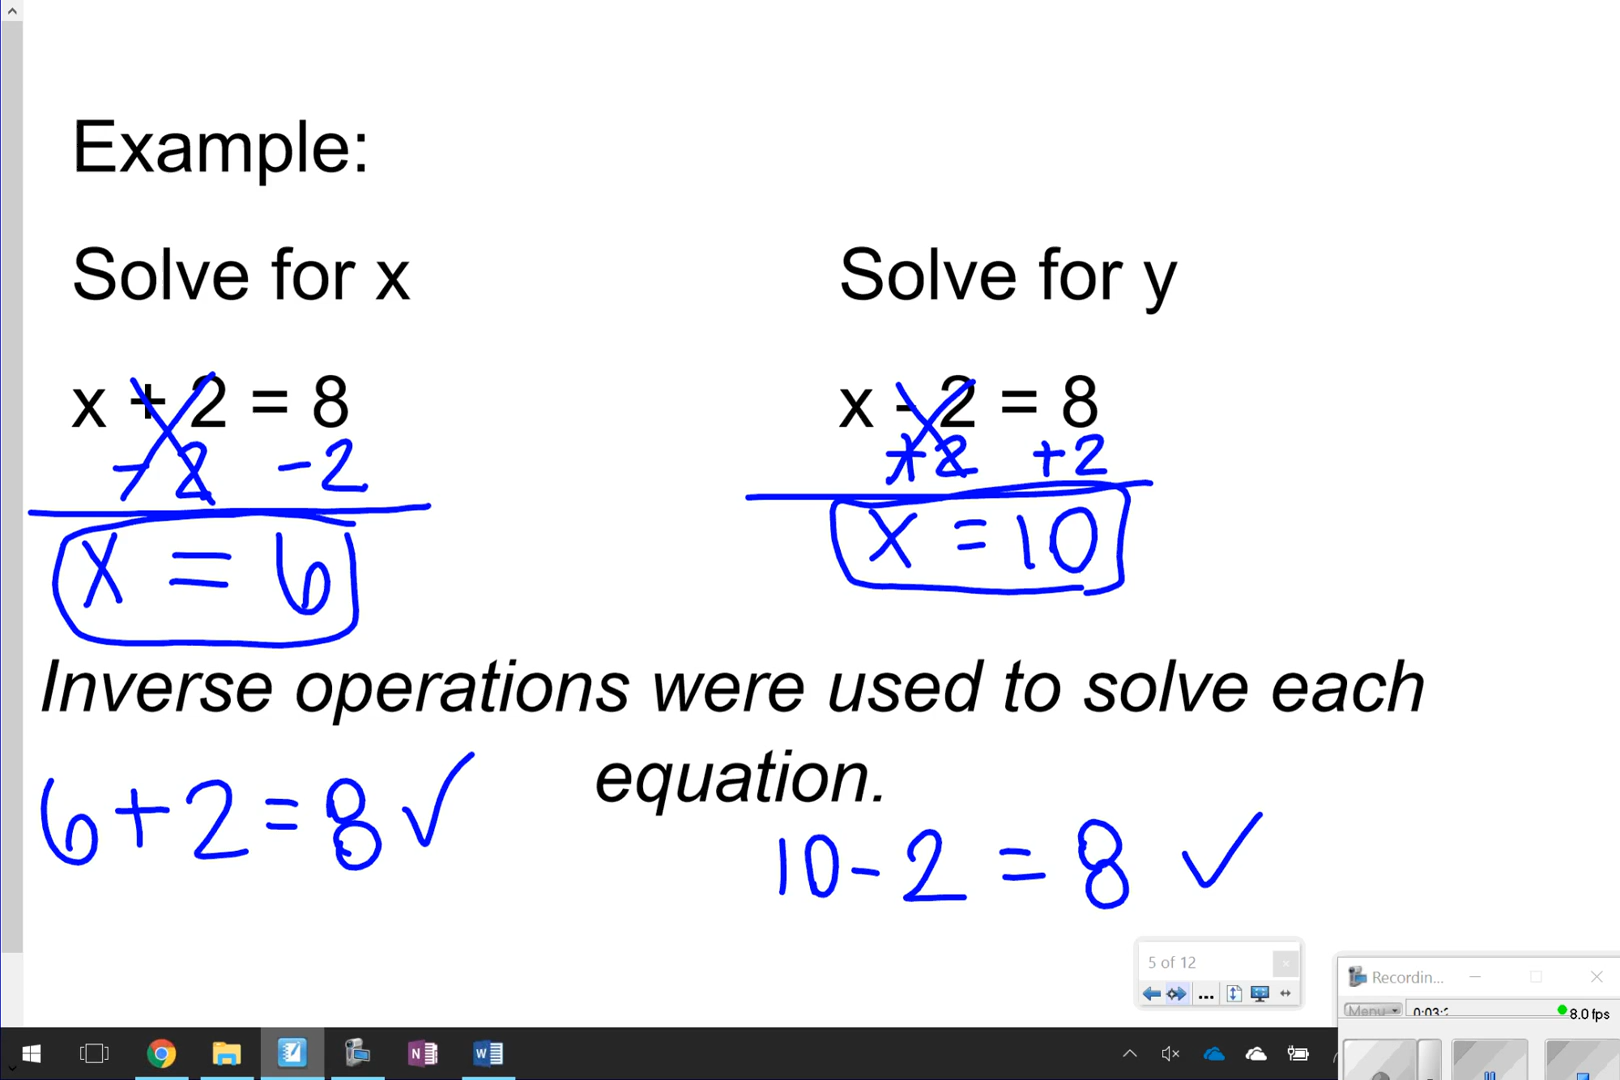 Example:
Solve for x
x + 2 = 8
- 2 - 2
x = 6
Solve for y
x - 2 = 8
+ 2 + 2
x = 10
Inverse operations were used to solve each
equation.
6 + 2 = 8 ✓
10 - 2 = 8 ✓
5 of 12
...
Recordin...
Menu
8.0 fps
N
W